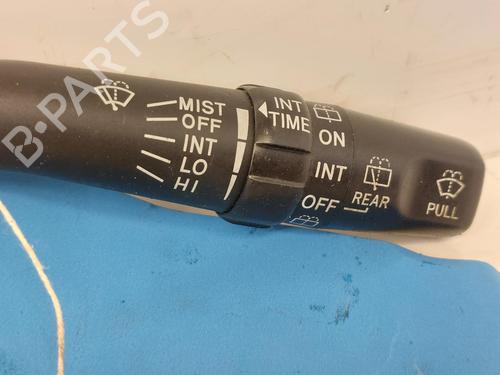 B-PARTS
MIST
OFF
INT
LO
HI
INT
TIME
ON
INT
OFF
REAR
PULL